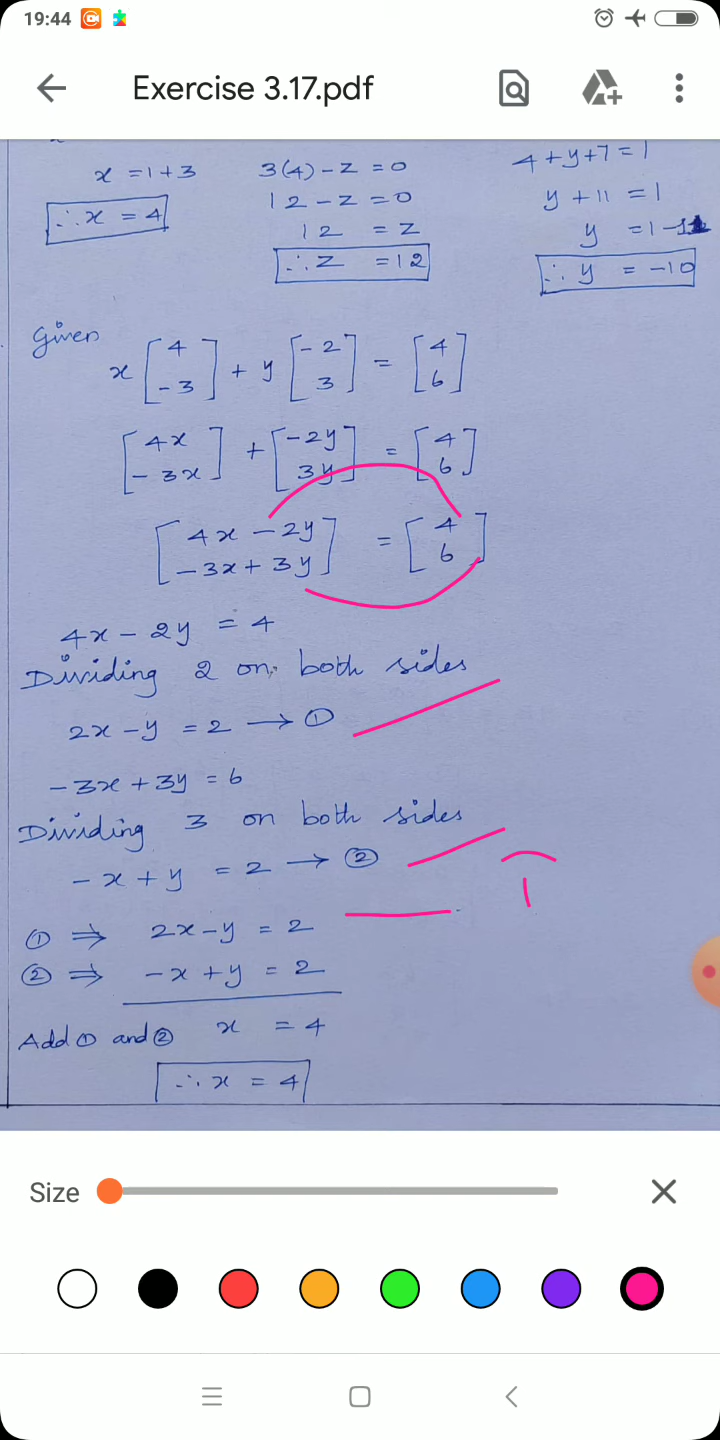 19:44
Exercise 3.17.pdf
x = 1+3
∴ x = 4
3(4) - z = 0
12 - z = 0
12 = z
∴ z = 12
4+y+7 = 1
y + 11 = 1
y = 1 - 11
∴ y = -10
Given
x [4 -3] + y [-2 3] = [4 6]
[4x -3x] + [-2y 3y] = [4 6]
[4x - 2y -3x + 3y] = [4 6]
4x - 2y = 4
Dividing 2 on both sides
2x - y = 2 → ①
-3x + 3y = 6
Dividing 3 on both sides
-x + y = 2 → ②
① ⇒ 2x - y = 2
② ⇒ -x + y = 2
Add ① and ② x = 4
∴ x = 4
Size